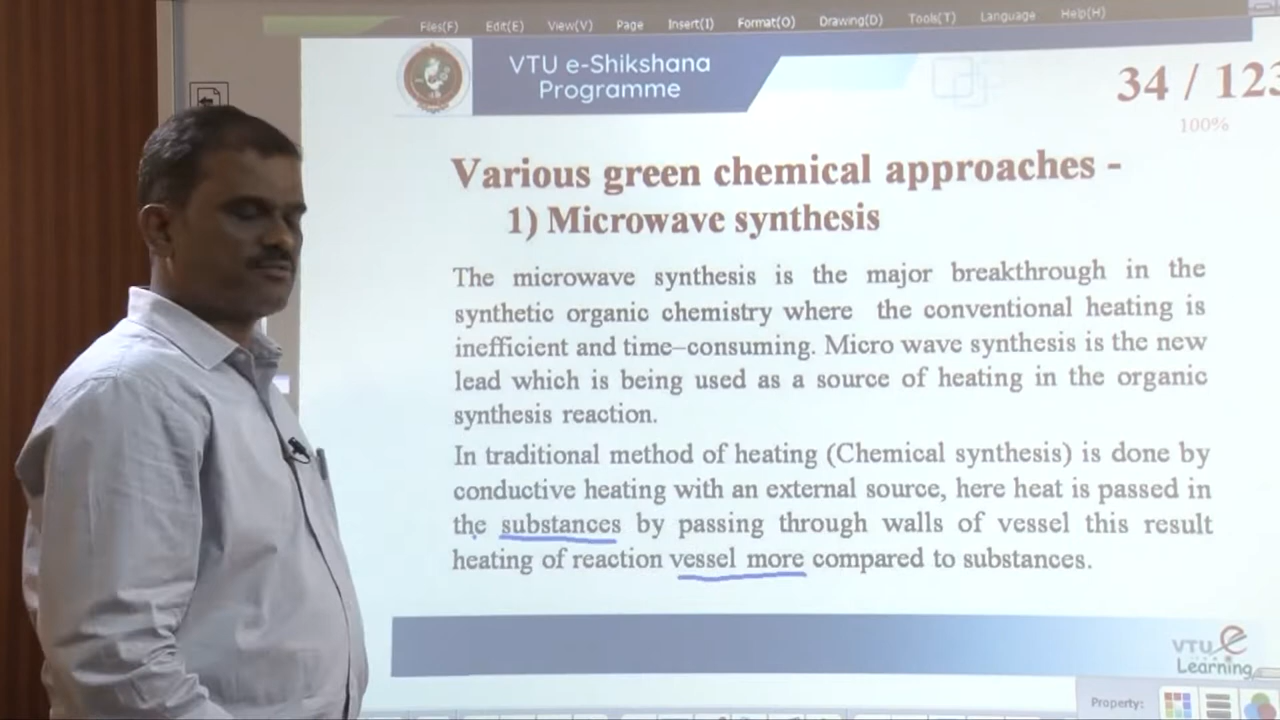 Files(F) Edit(E) View(V) Page Insert(I) Format(O) Drawing(D) Tools(T) Language Help(H)
VTU e-Shikshana
Programme
34 / 123
100%
Various green chemical approaches -
1) Microwave synthesis
The microwave synthesis is the major breakthrough in the
synthetic organic chemistry where the conventional heating is
inefficient and time–consuming. Micro wave synthesis is the new
lead which is being used as a source of heating in the organic
synthesis reaction.
In traditional method of heating (Chemical synthesis) is done by
conductive heating with an external source, here heat is passed in
the substances by passing through walls of vessel this result
heating of reaction vessel more compared to substances.
VTU e
Learning
Property: